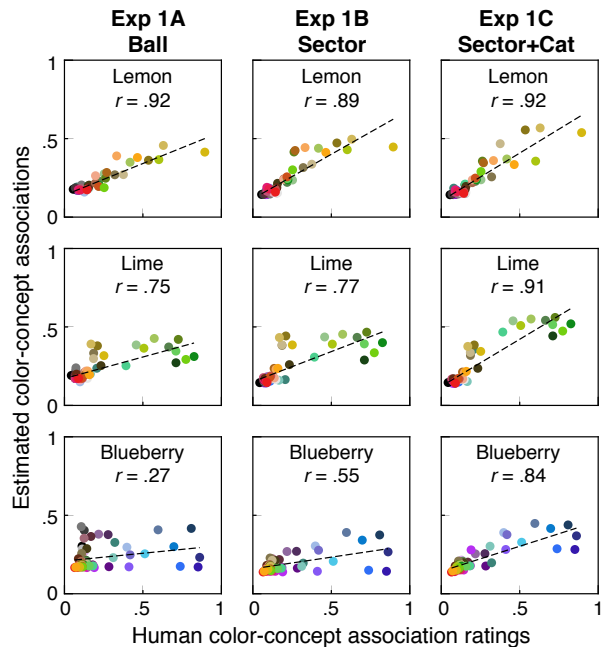 Exp 1A
Ball
Exp 1B
Sector
Exp 1C
Sector+Cat
Estimated color-concept associations
1
.5
0
Lemon
r = .92
Lemon
r = .89
Lemon
r = .92
1
.5
0
Lime
r = .75
Lime
r = .77
Lime
r = .91
1
.5
0
Blueberry
r = .27
Blueberry
r = .55
Blueberry
r = .84
0 .5 1
0 .5 1
0 .5 1
Human color-concept association ratings